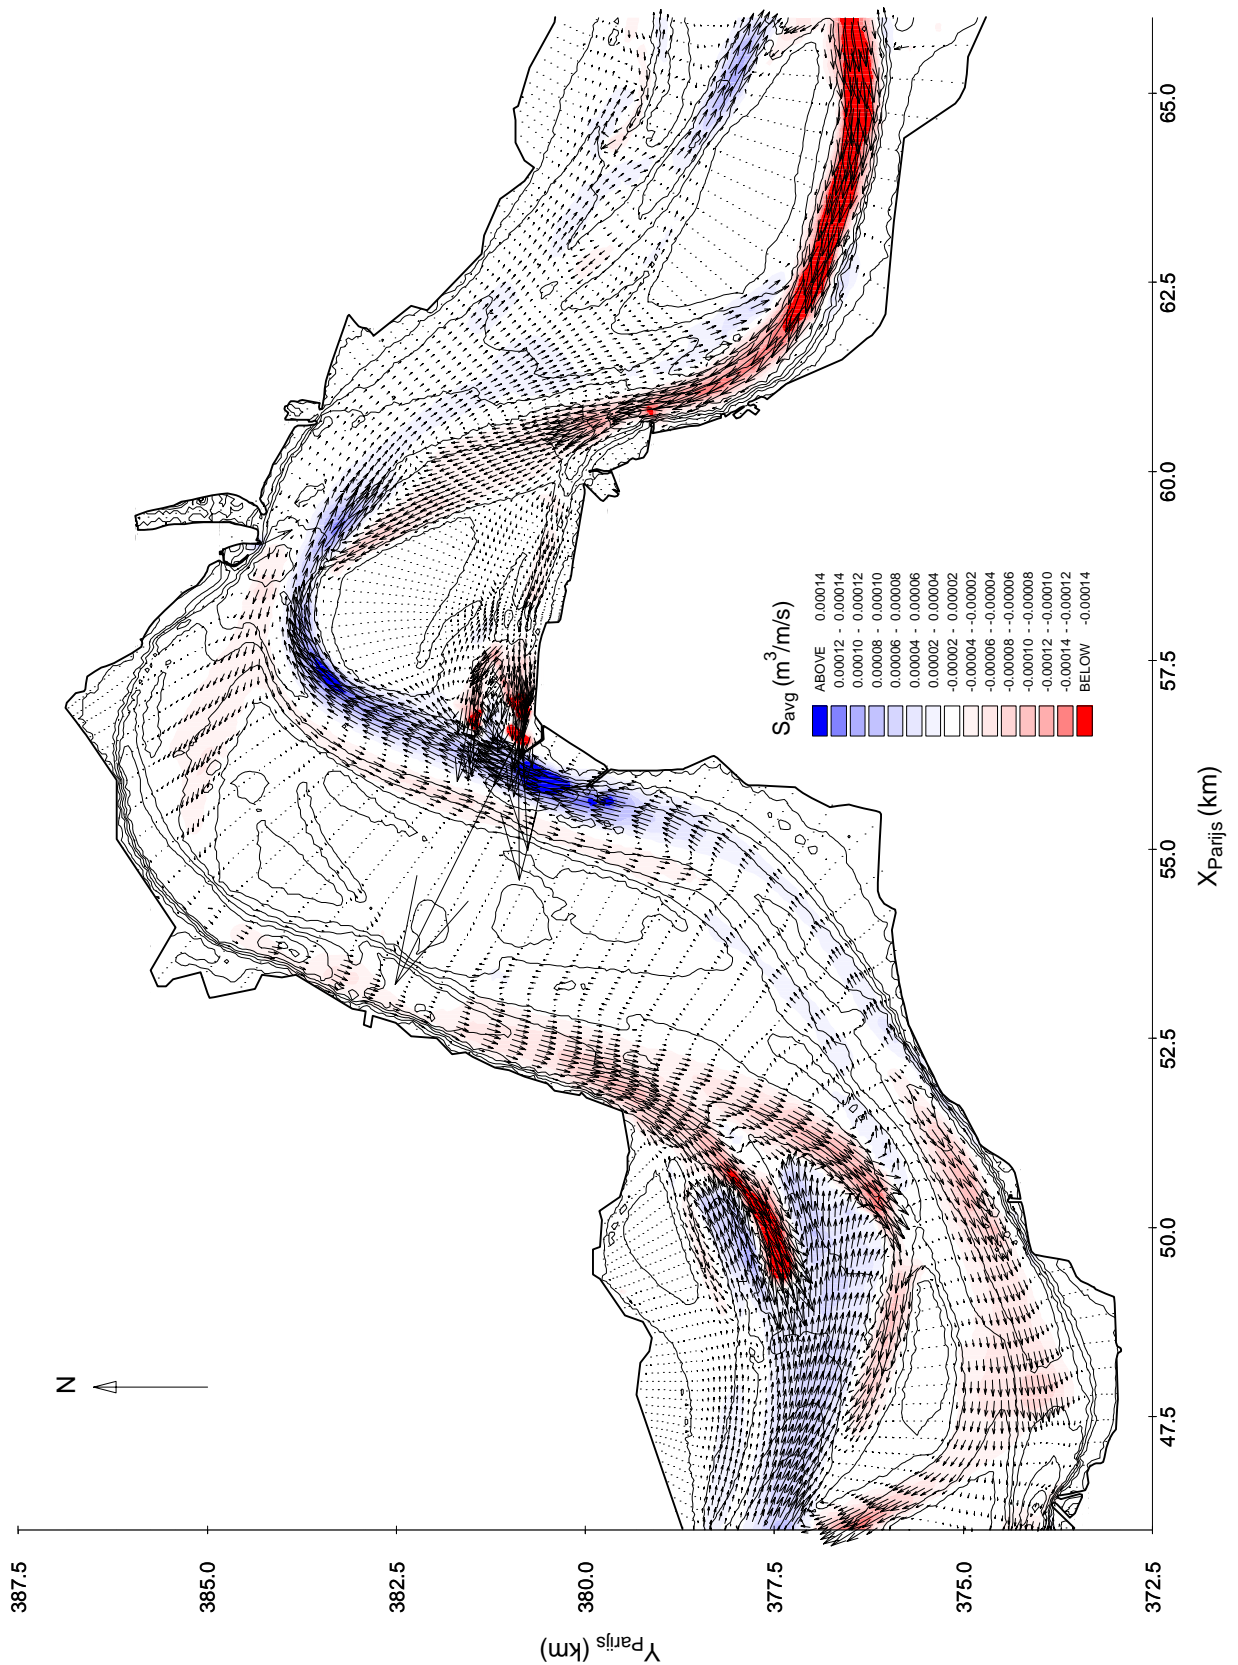 N
387.5
385.0
382.5
380.0
377.5
375.0
372.5
Y_Parijs (km)
47.5
50.0
52.5
55.0
57.5
60.0
62.5
65.0
X_Parijs (km)
S_avg (m³/m/s)
ABOVE 0.00014
0.00012 - 0.00014
0.00010 - 0.00012
0.00008 - 0.00010
0.00006 - 0.00008
0.00004 - 0.00006
0.00002 - 0.00004
-0.00002 - 0.00002
-0.00004 - -0.00002
-0.00006 - -0.00004
-0.00008 - -0.00006
-0.00010 - -0.00008
-0.00012 - -0.00010
-0.00014 - -0.00012
BELOW -0.00014